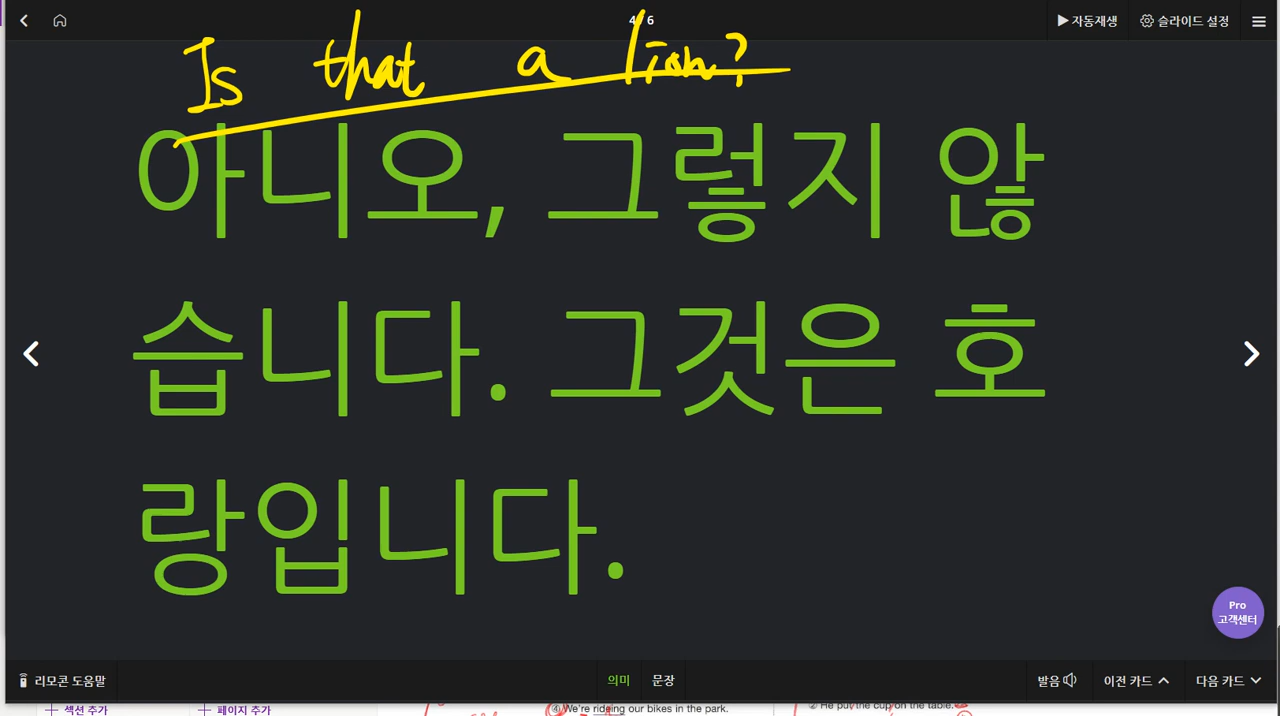 4 / 6
자동재생
슬라이드 설정
Is that a lion?
아니오, 그렇지 않
습니다. 그것은 호
랑입니다.
Pro
고객센터
리모콘 도움말
의미
문장
발음
이전 카드
다음 카드
섹션 추가
페이지 추가
④ We're riding our bikes in the park.
② He put the cup on the table.